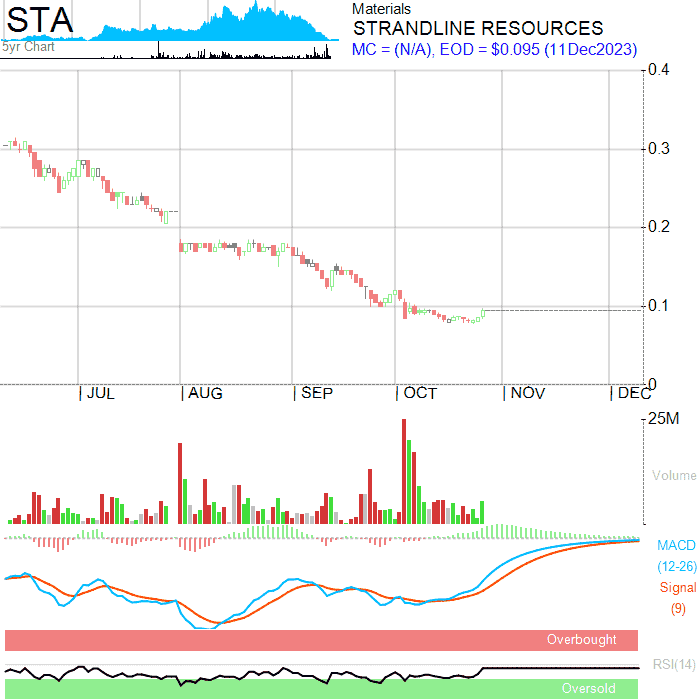 STA
5yr Chart
Materials
STRANDLINE RESOURCES
MC = (N/A), EOD = $0.095 (11Dec2023)
0.4
0.3
0.2
0.1
0
JUL AUG SEP OCT NOV DEC
25M
Volume
MACD
(12-26)
Signal
(9)
Overbought
RSI(14)
Oversold